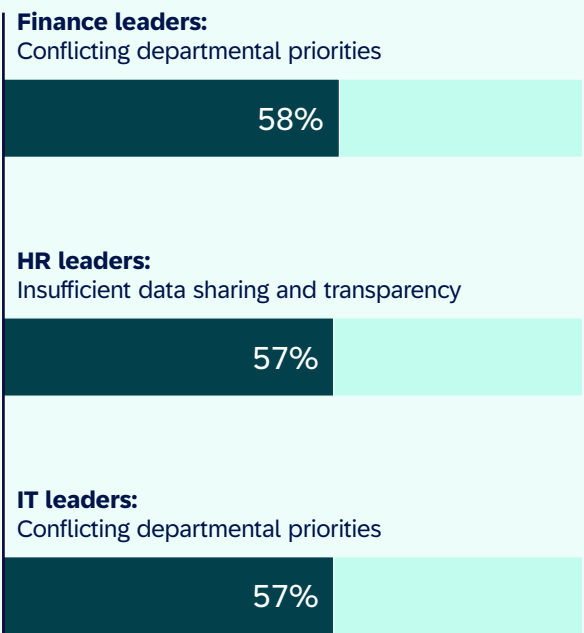 Finance leaders:
Conflicting departmental priorities
58%
HR leaders:
Insufficient data sharing and transparency
57%
IT leaders:
Conflicting departmental priorities
57%